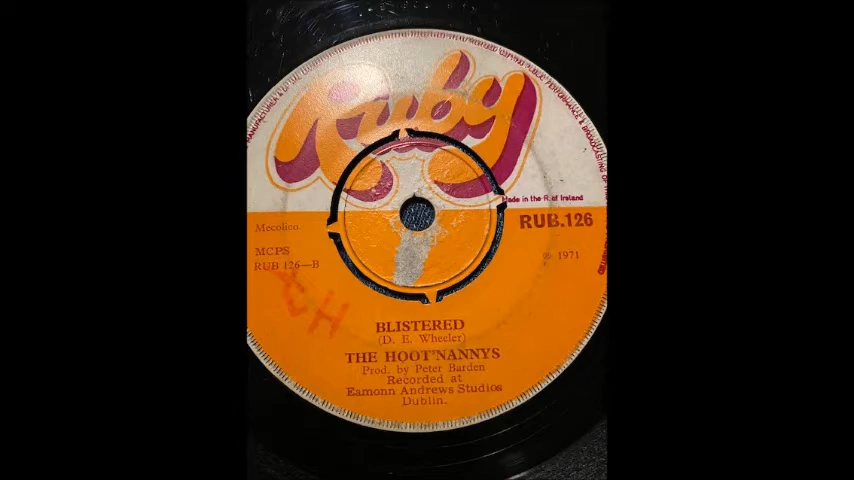 Ruby
Made in the R. of Ireland
RUB.126
Mecolico
MCPS
RUB 126—B
℗ 1971
BLISTERED
(D. E. Wheeler)
THE HOOT'NANNYS
Prod. by Peter Barden
Recorded at
Eamonn Andrews Studios
Dublin.